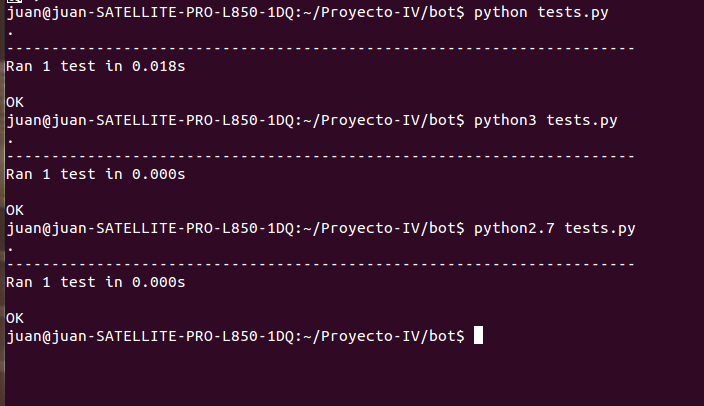 juan@juan-SATELLITE-PRO-L850-1DQ:~/Proyecto-IV/bot$ python tests.py
.
----------------------------------------------------------------------
Ran 1 test in 0.018s
OK
juan@juan-SATELLITE-PRO-L850-1DQ:~/Proyecto-IV/bot$ python3 tests.py
.
----------------------------------------------------------------------
Ran 1 test in 0.000s
OK
juan@juan-SATELLITE-PRO-L850-1DQ:~/Proyecto-IV/bot$ python2.7 tests.py
.
----------------------------------------------------------------------
Ran 1 test in 0.000s
OK
juan@juan-SATELLITE-PRO-L850-1DQ:~/Proyecto-IV/bot$